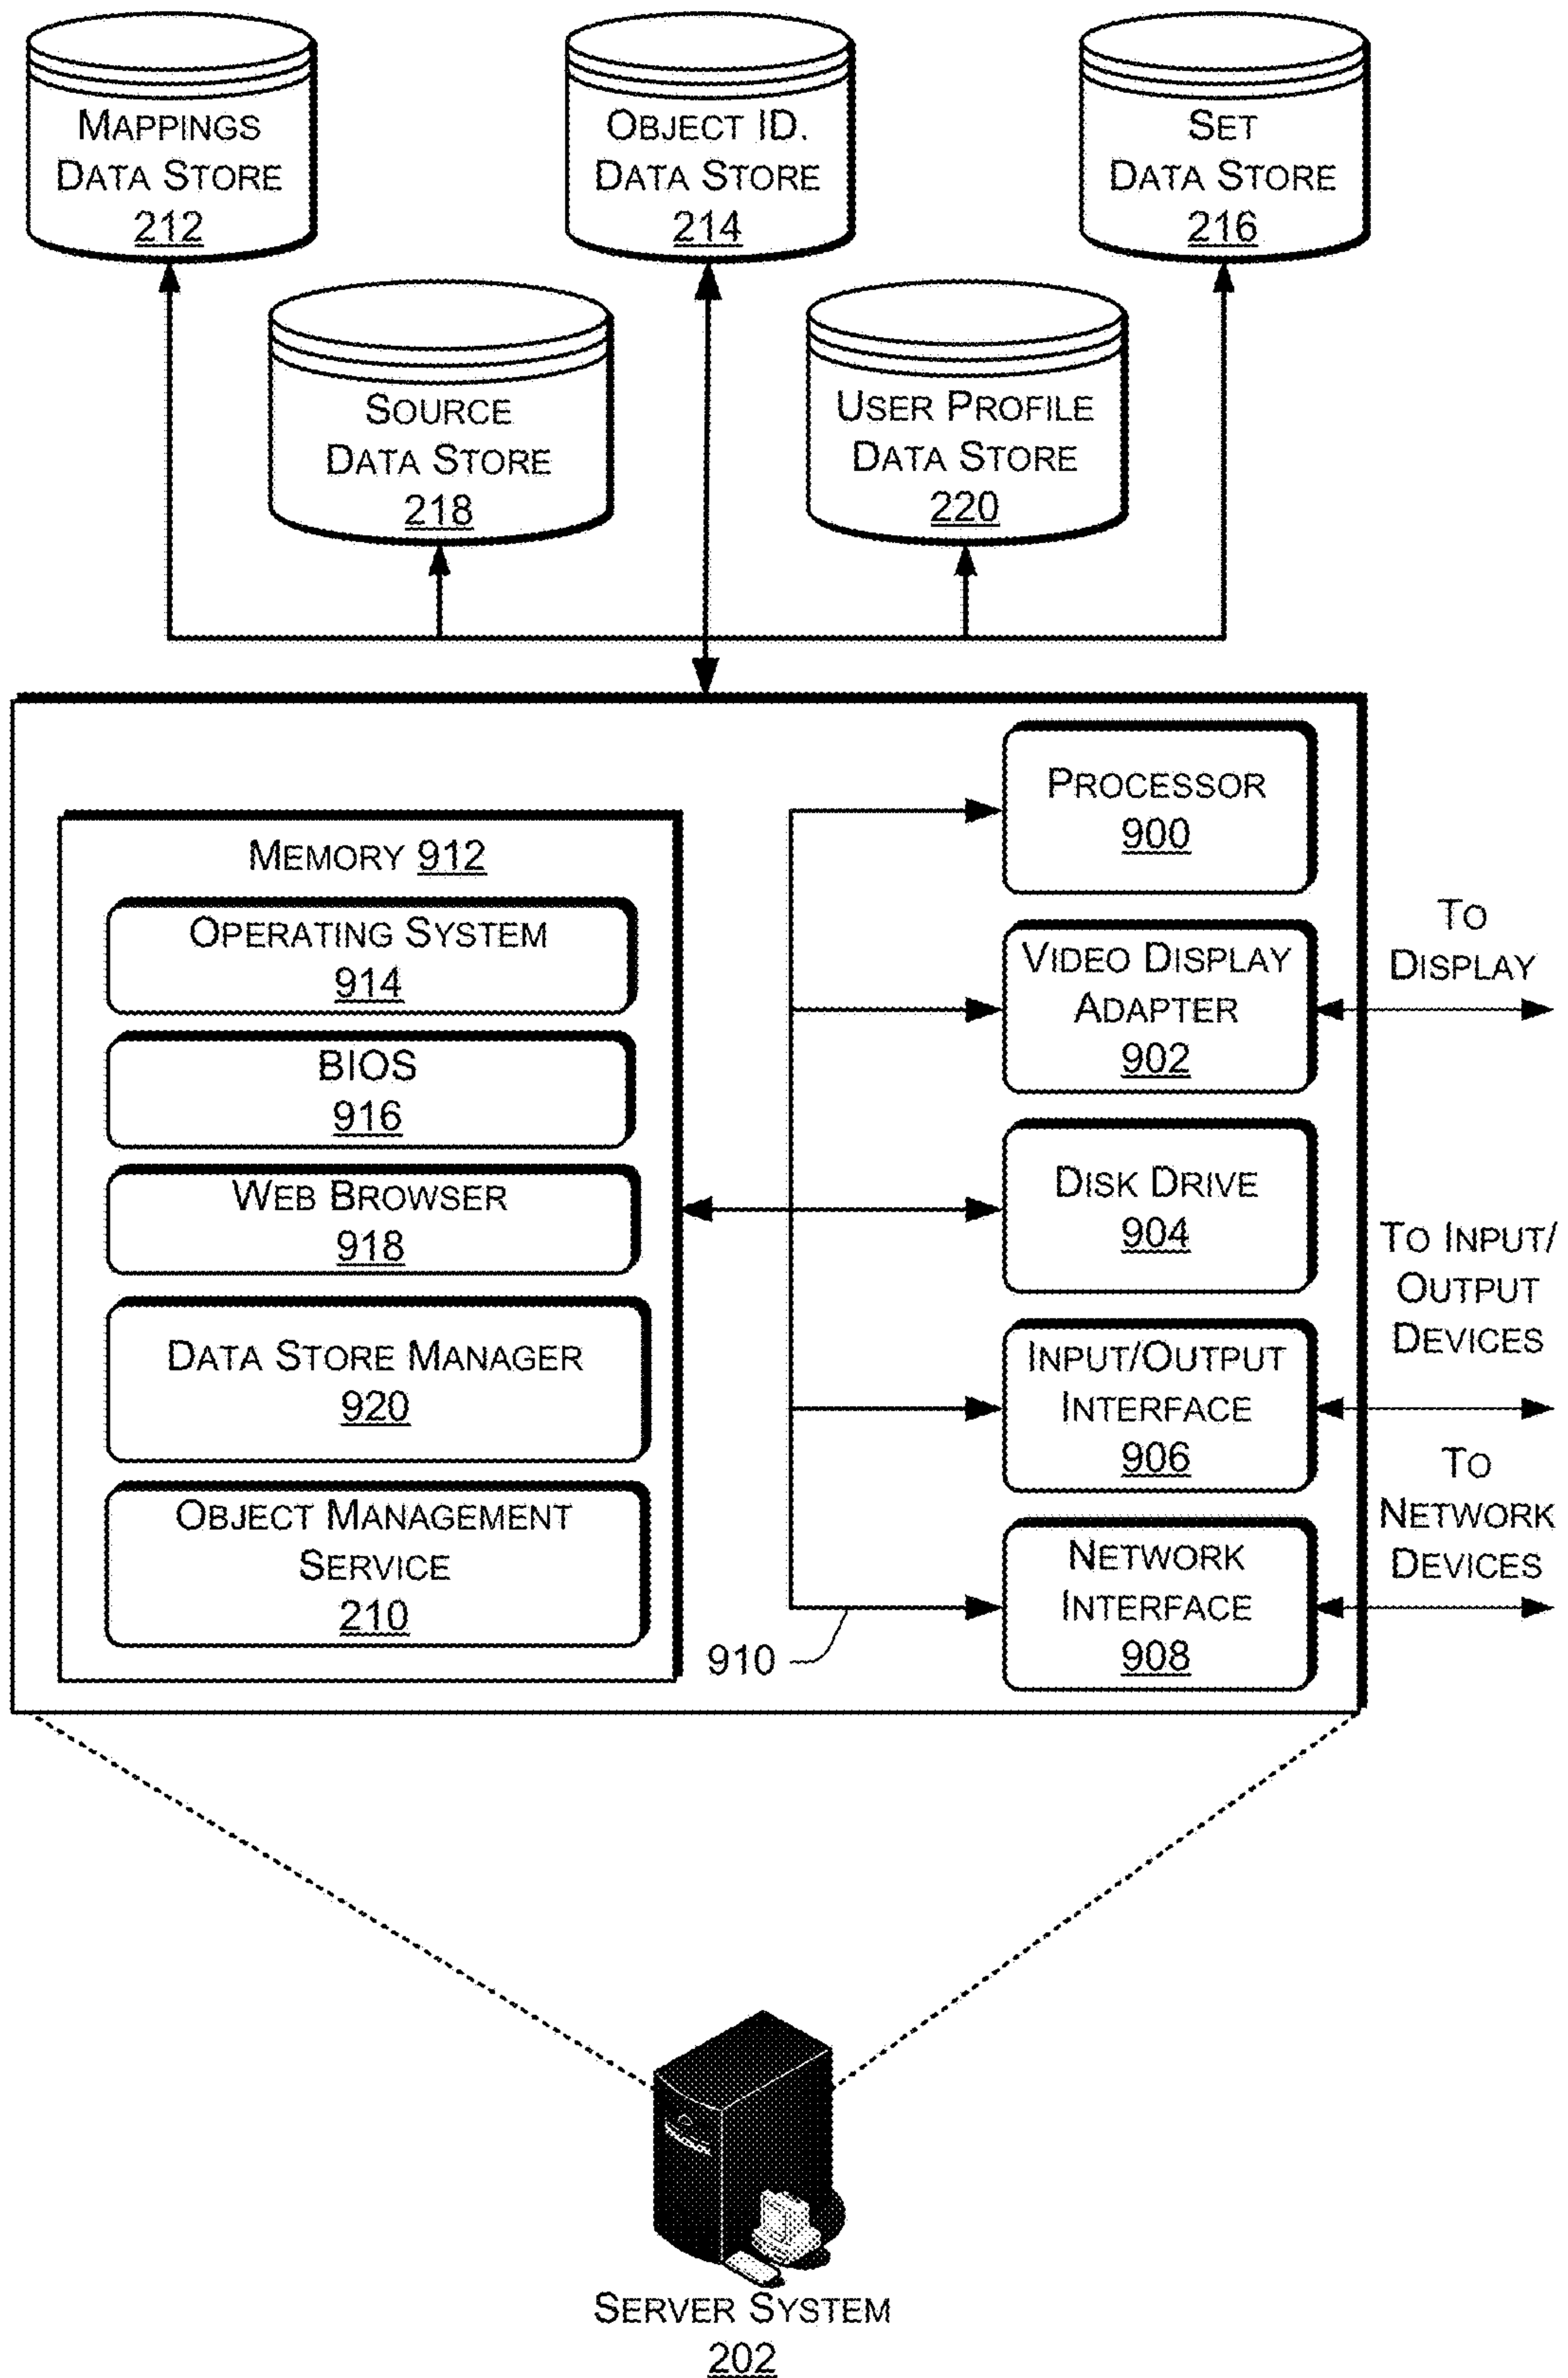 MAPPINGS
DATA STORE
212
OBJECT ID.
DATA STORE
214
SET
DATA STORE
216
SOURCE
DATA STORE
218
USER PROFILE
DATA STORE
220
MEMORY 912
OPERATING SYSTEM
914
BIOS
916
WEB BROWSER
918
DATA STORE MANAGER
920
OBJECT MANAGEMENT
SERVICE
210
PROCESSOR
900
VIDEO DISPLAY
ADAPTER
902
DISK DRIVE
904
INPUT/OUTPUT
INTERFACE
906
NETWORK
INTERFACE
908
910
TO
DISPLAY
TO INPUT/
OUTPUT
DEVICES
TO
NETWORK
DEVICES
SERVER SYSTEM
202